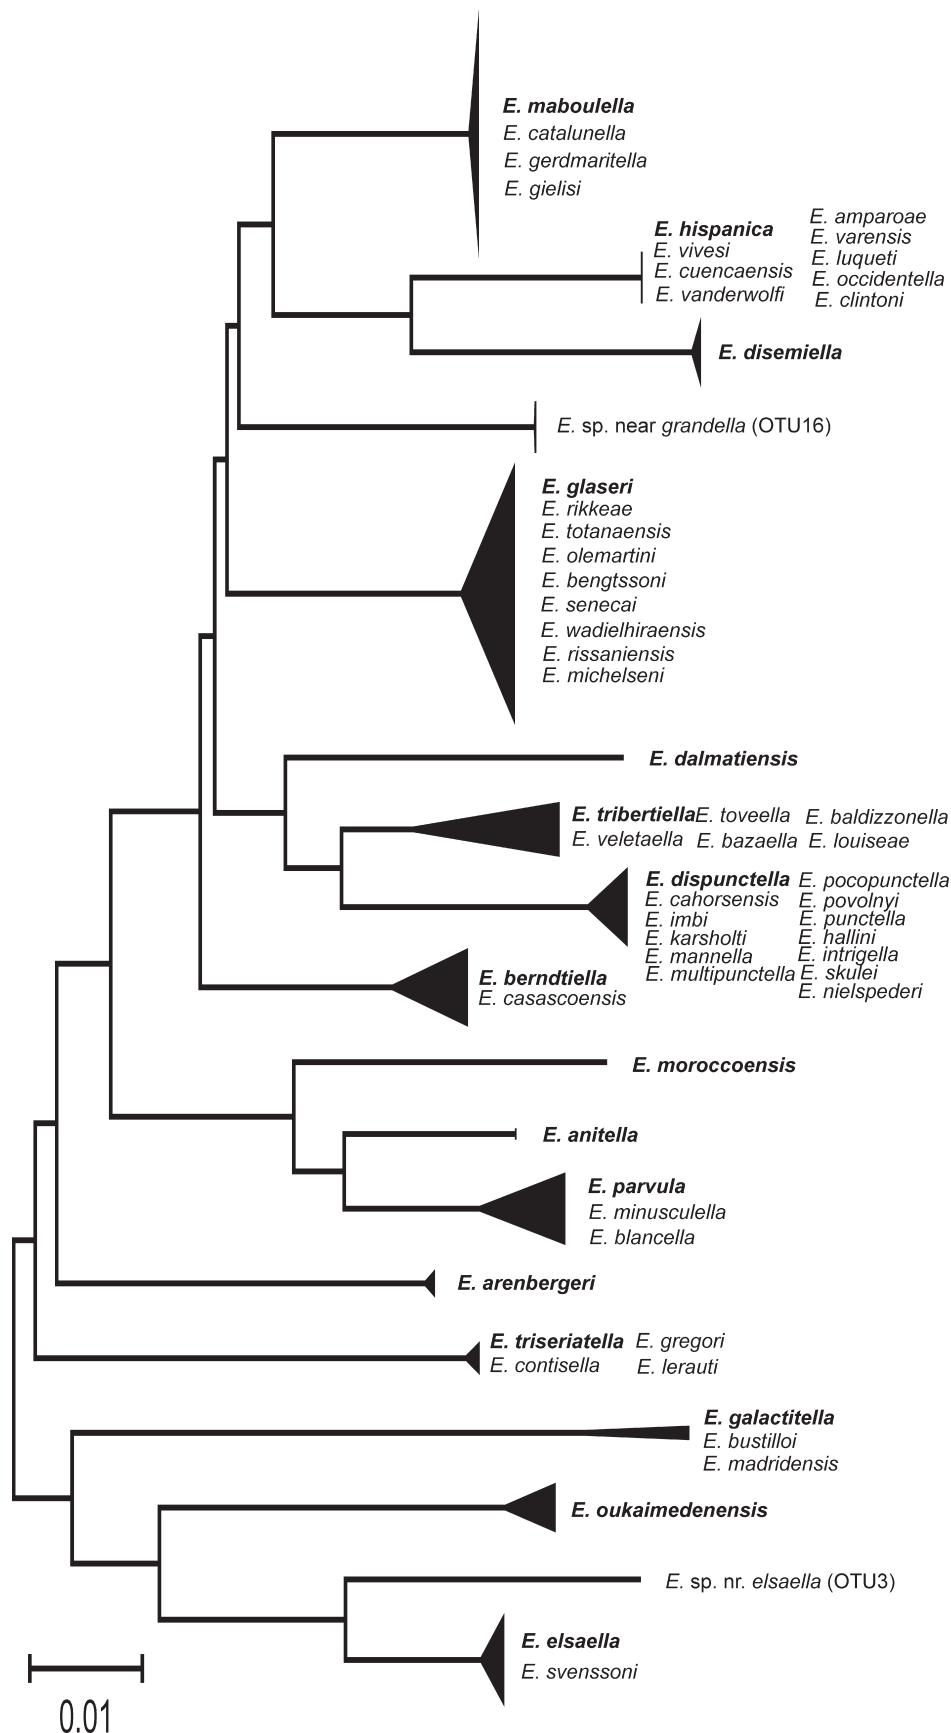 E. maboulella
E. catalunella
E. gerdmaritella
E. gielisi
E. hispanica
E. vivesi
E. cuencaensis
E. vanderwolfi
E. amparoae
E. varensis
E. luqueti
E. occidentella
E. clintoni
E. disemiella
E. sp. near grandella (OTU16)
E. glaseri
E. rikkeae
E. totanaensis
E. olemartini
E. bengtssoni
E. senecai
E. wadielhiraensis
E. rissaniensis
E. michelseni
E. dalmatiensis
E. tribertiella E. toveella E. baldizzonella
E. veletaella E. bazaella E. louiseae
E. dispunctella
E. cahorsensis
E. imbi
E. karsholti
E. mannella
E. multipunctella
E. pocopunctella
E. povolnyi
E. punctella
E. hallini
E. intrigella
E. skulei
E. nielspederi
E. berndtiella
E. casascoensis
E. moroccoensis
E. anitella
E. parvula
E. minusculella
E. blancella
E. arenbergeri
E. triseriatella E. gregori
E. contisella E. lerauti
E. galactitella
E. bustilloi
E. madridensis
E. oukaimedenensis
E. sp. nr. elsaella (OTU3)
E. elsaella
E. svenssoni
0.01